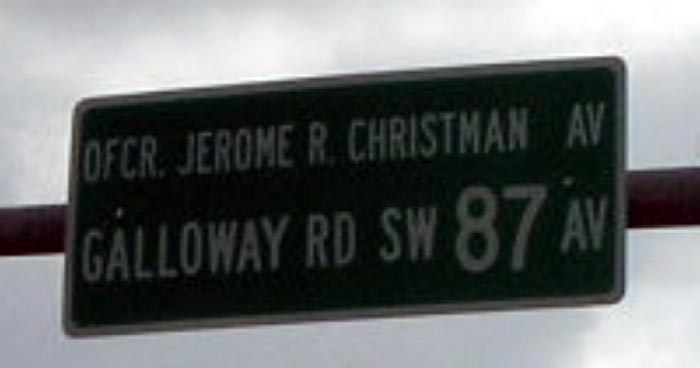 OFCR. JEROME R. CHRISTMAN AV
GALLOWAY RD SW 87 AV